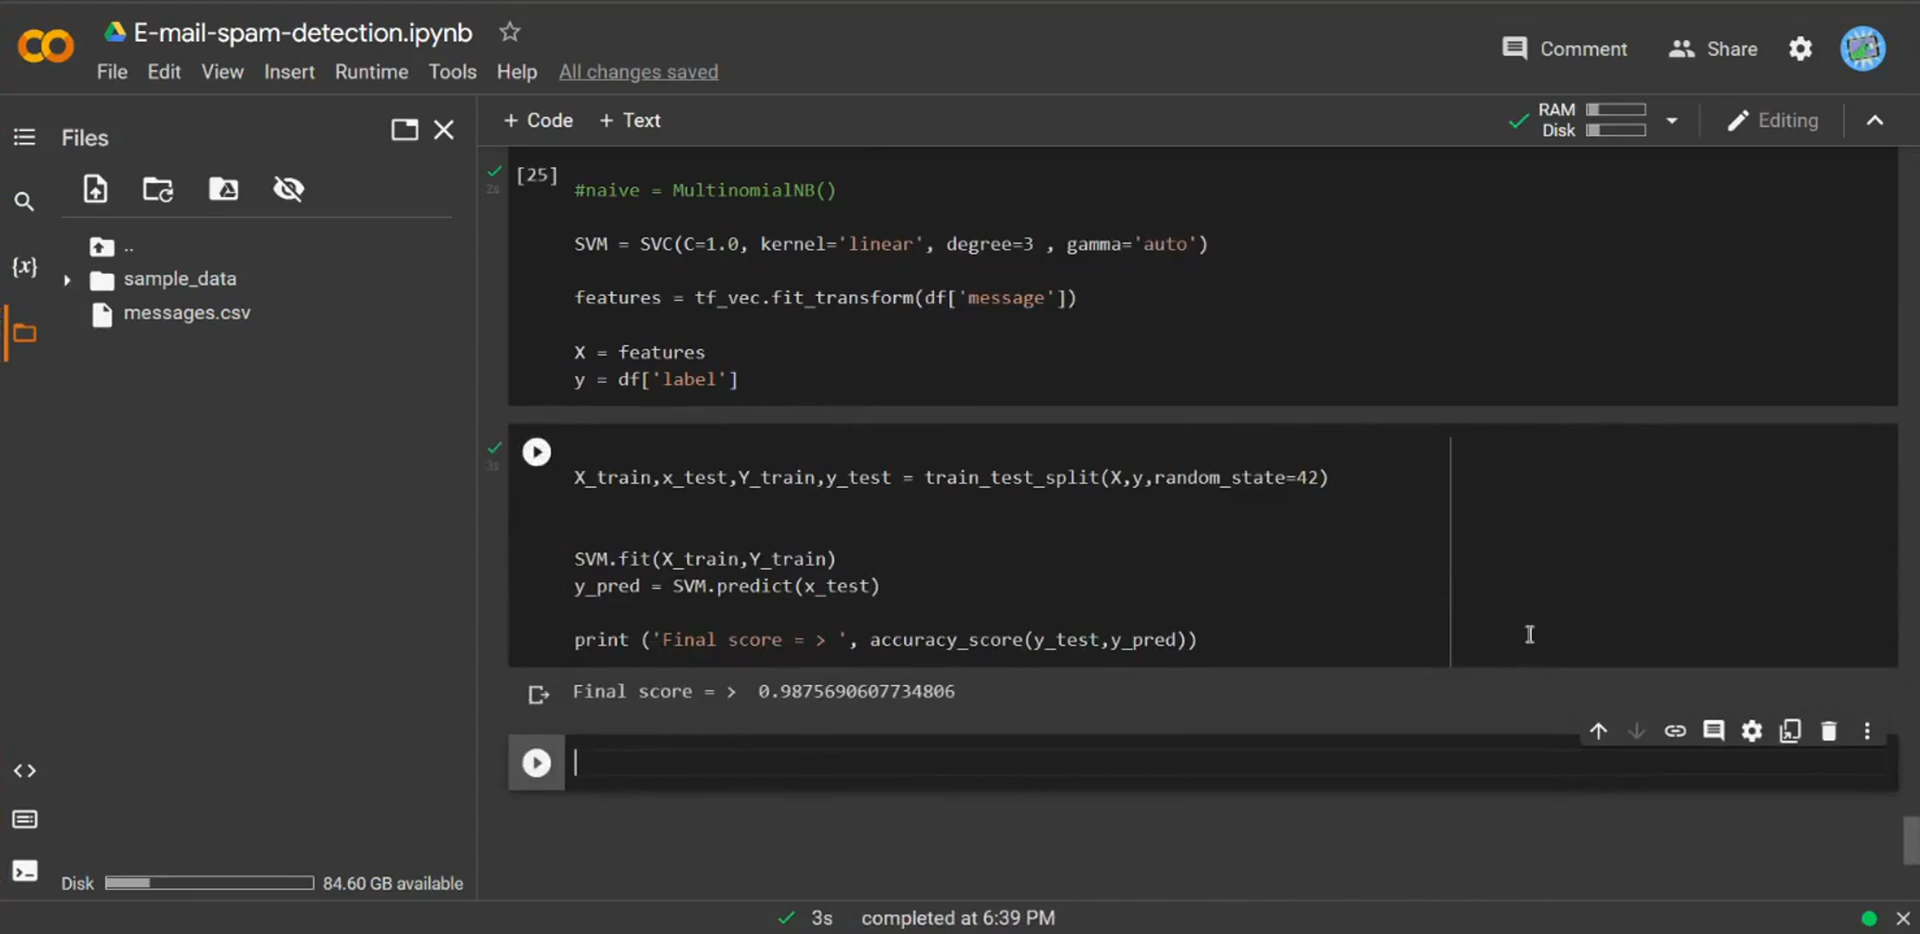 E-mail-spam-detection.ipynb
File Edit View Insert Runtime Tools Help All changes saved
Comment Share
Files
+ Code + Text
RAM
Disk
Editing
..
sample_data
messages.csv
{x}
[25]
2s
#naive = MultinomialNB()
SVM = SVC(C=1.0, kernel='linear', degree=3 , gamma='auto')
features = tf_vec.fit_transform(df['message'])
X = features
y = df['label']
3s
X_train,x_test,Y_train,y_test = train_test_split(X,y,random_state=42)
SVM.fit(X_train,Y_train)
y_pred = SVM.predict(x_test)
print ('Final score = > ', accuracy_score(y_test,y_pred))
Final score = > 0.9875690607734806
Disk 84.60 GB available
3s completed at 6:39 PM